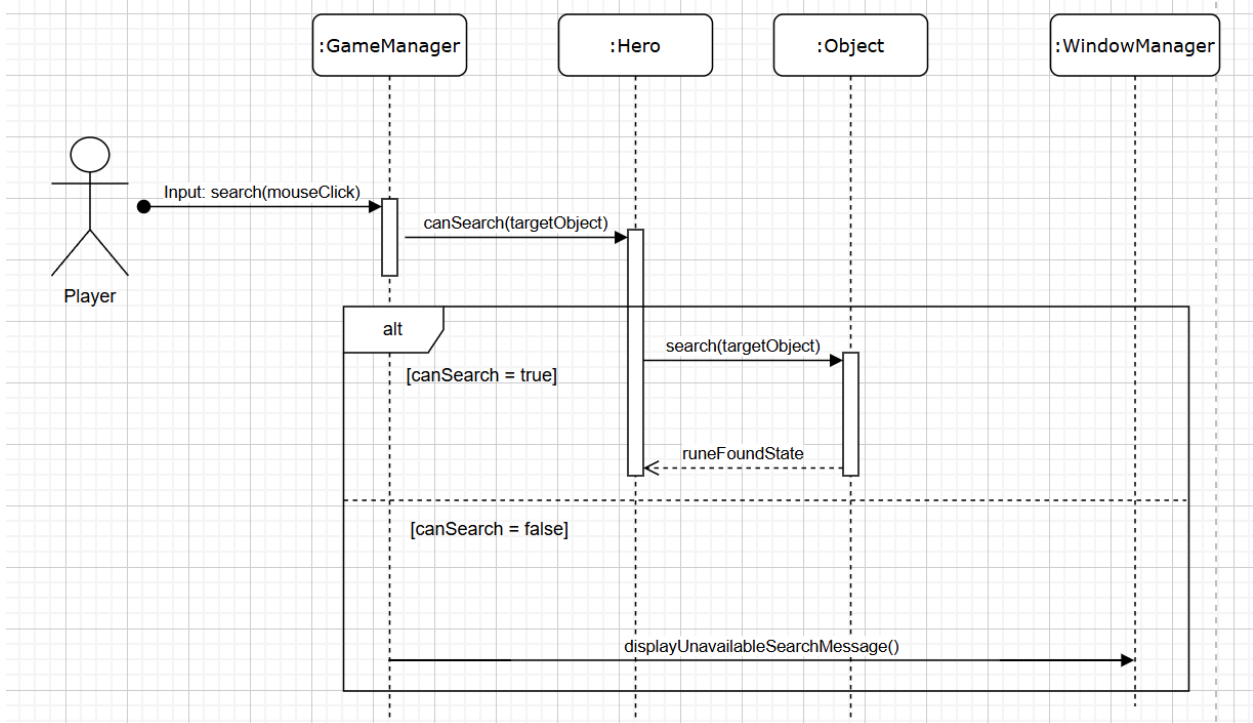 :GameManager
:Hero
:Object
:WindowManager
Input: search(mouseClick)
canSearch(targetObject)
Player
alt
search(targetObject)
[canSearch = true]
runeFoundState
[canSearch = false]
displayUnavailableSearchMessage()